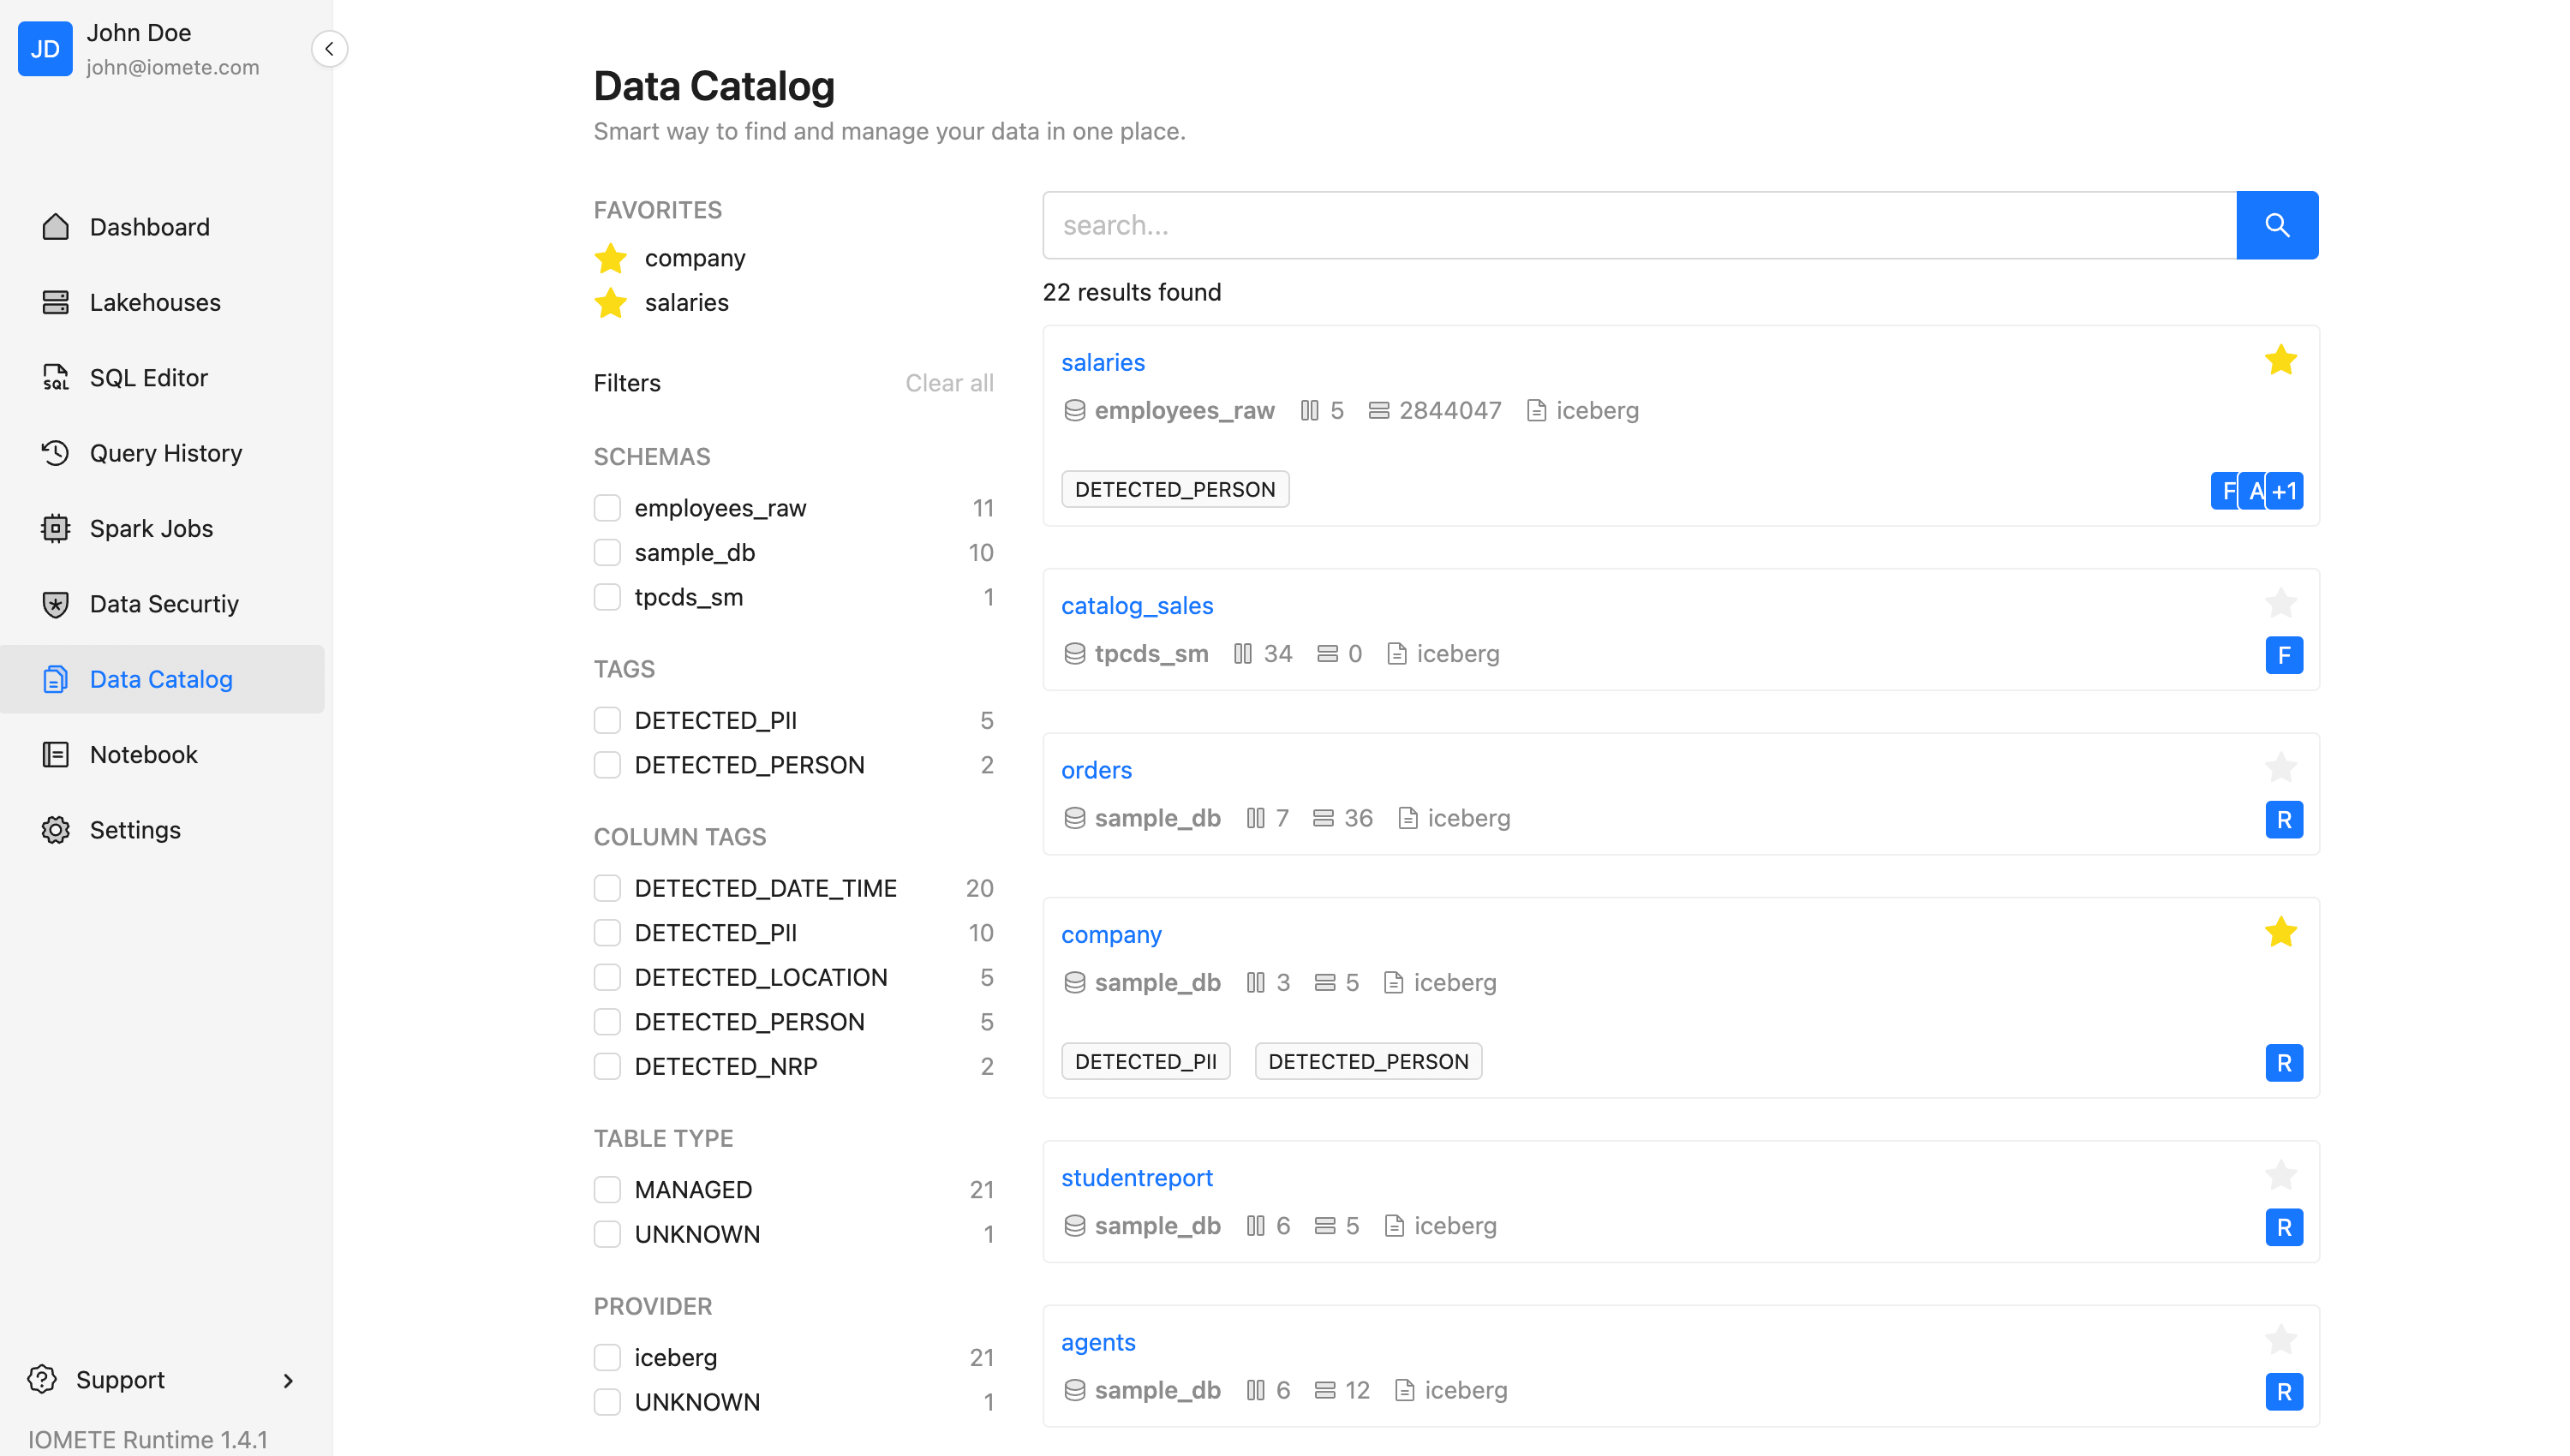 JD
John Doe
john@iomete.com
Dashboard
Lakehouses
SQL Editor
Query History
Spark Jobs
Data Securtiy
Data Catalog
Notebook
Settings
Support
IOMETE Runtime 1.4.1
Data Catalog
Smart way to find and manage your data in one place.
FAVORITES
company
salaries
Filters Clear all
SCHEMAS
employees_raw 11
sample_db 10
tpcds_sm 1
TAGS
DETECTED_PII 5
DETECTED_PERSON 2
COLUMN TAGS
DETECTED_DATE_TIME 20
DETECTED_PII 10
DETECTED_LOCATION 5
DETECTED_PERSON 5
DETECTED_NRP 2
TABLE TYPE
MANAGED 21
UNKNOWN 1
PROVIDER
iceberg 21
UNKNOWN 1
search...
22 results found
salaries
employees_raw 5 2844047 iceberg
DETECTED_PERSON F A +1
catalog_sales
tpcds_sm 34 0 iceberg F
orders
sample_db 7 36 iceberg R
company
sample_db 3 5 iceberg
DETECTED_PII DETECTED_PERSON R
studentreport
sample_db 6 5 iceberg R
agents
sample_db 6 12 iceberg R